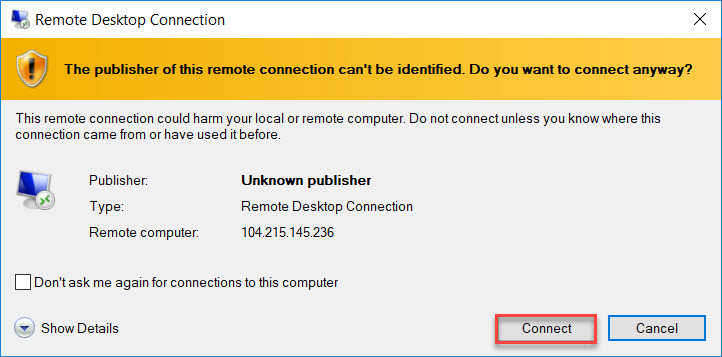 Remote Desktop Connection
The publisher of this remote connection can't be identified. Do you want to connect anyway?
This remote connection could harm your local or remote computer. Do not connect unless you know where this
connection came from or have used it before.
Publisher: Unknown publisher
Type: Remote Desktop Connection
Remote computer: 104.215.145.236
Don't ask me again for connections to this computer
Show Details Connect Cancel